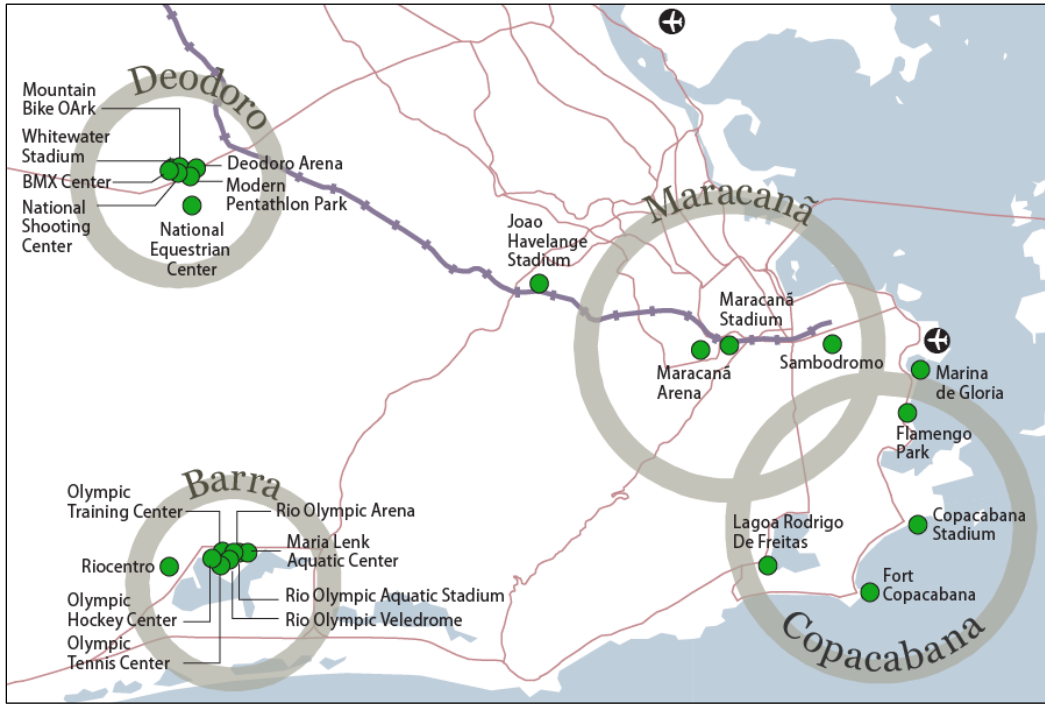 Deodoro
Mountain
Bike OArk
Whitewater
Stadium
BMX Center
National
Shooting
Center
Deodoro Arena
Modern
Pentathlon Park
National
Equestrian
Center
Joao
Havelange
Stadium
Maracanã
Maracanã
Stadium
Maracanã
Arena
Sambodromo
Marina
de Gloria
Flamengo
Park
Barra
Olympic
Training Center
Rio Olympic Arena
Maria Lenk
Aquatic Center
Riocentro
Rio Olympic Aquatic Stadium
Olympic
Hockey Center
Rio Olympic Veledrome
Olympic
Tennis Center
Lagoa Rodrigo
De Freitas
Copacabana
Stadium
Fort
Copacabana
Copacabana